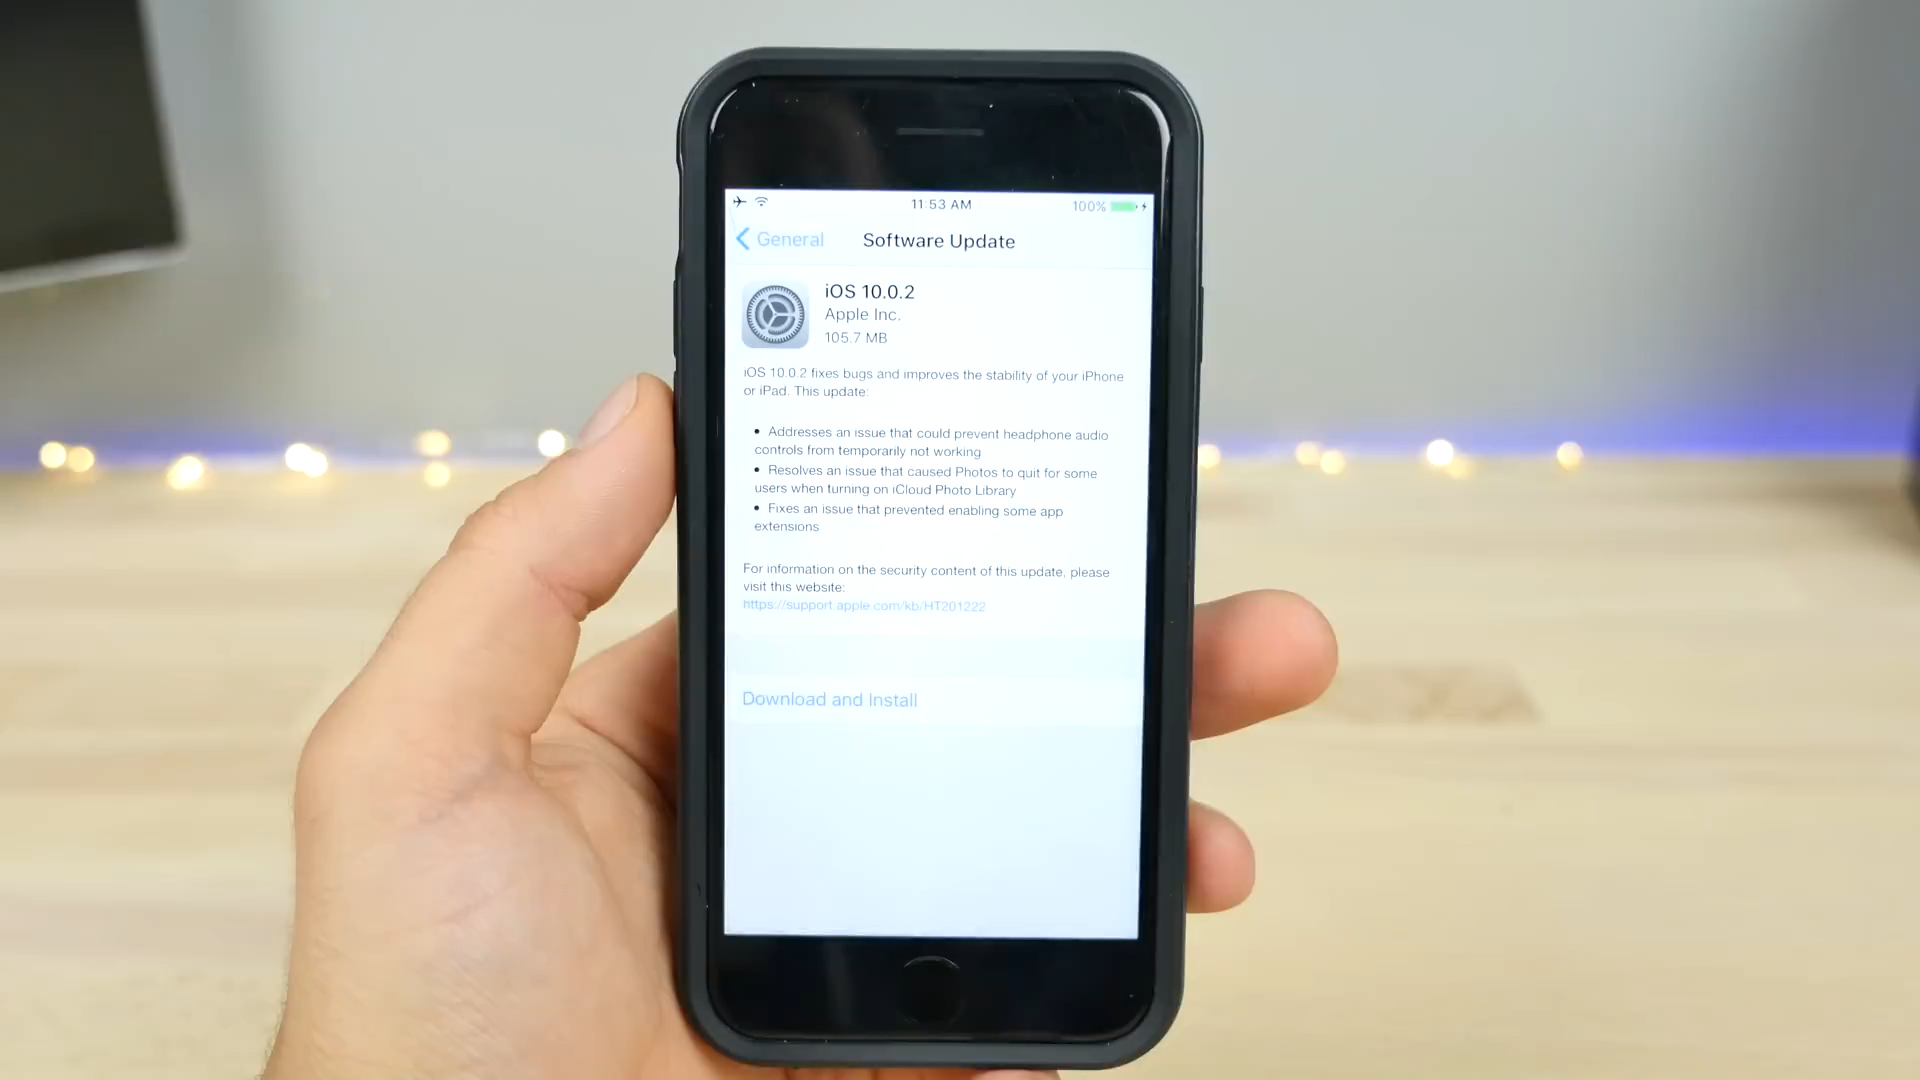 11:53 AM 100%
General Software Update
iOS 10.0.2
Apple Inc.
105.7 MB
iOS 10.0.2 fixes bugs and improves the stability of your iPhone
or iPad. This update:
• Addresses an issue that could prevent headphone audio
controls from temporarily not working
• Resolves an issue that caused Photos to quit for some
users when turning on iCloud Photo Library
• Fixes an issue that prevented enabling some app
extensions
For information on the security content of this update, please
visit this website:
https://support.apple.com/kb/HT201222
Download and Install